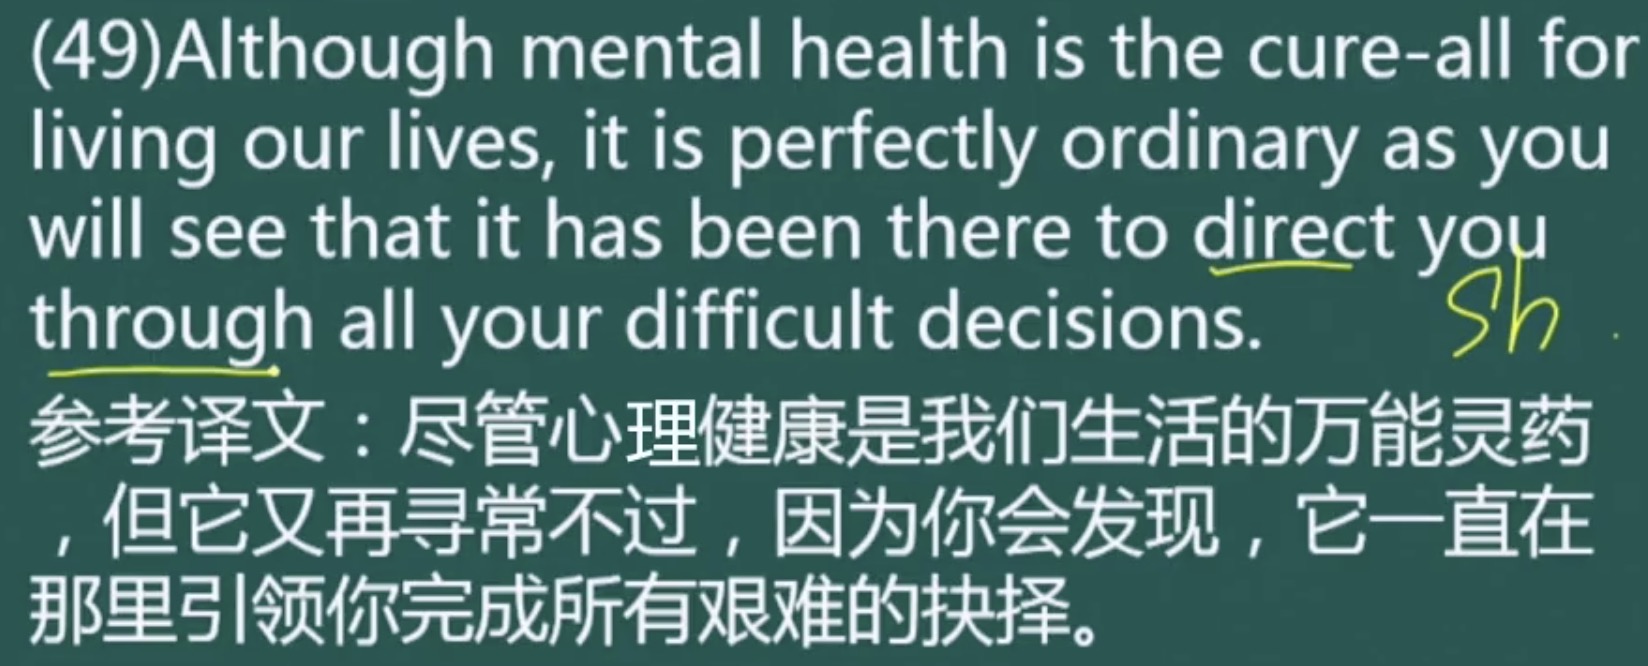 (49)Although mental health is the cure-all for
living our lives, it is perfectly ordinary as you
will see that it has been there to direct you
through all your difficult decisions.
sh
参考译文：尽管心理健康是我们生活的万能灵药
，但它又再寻常不过，因为你会发现，它一直在
那里引领你完成所有艰难的抉择。